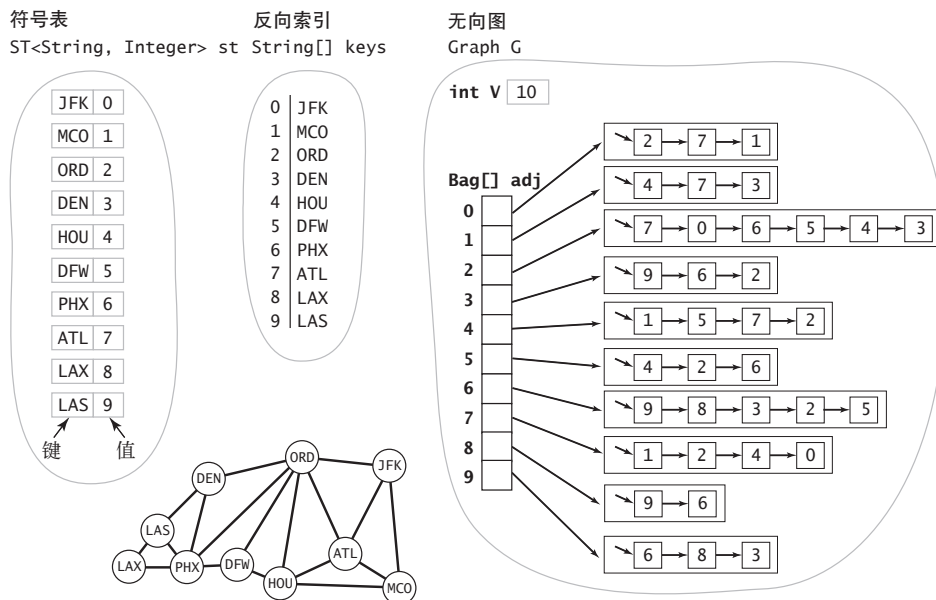 符号表
ST<String, Integer> st
JFK 0
MCO 1
ORD 2
DEN 3
HOU 4
DFW 5
PHX 6
ATL 7
LAX 8
LAS 9
键 值
反向索引
String[] keys
0 JFK
1 MCO
2 ORD
3 DEN
4 HOU
5 DFW
6 PHX
7 ATL
8 LAX
9 LAS
无向图
Graph G
int V 10
Bag[] adj
0
1
2
3
4
5
6
7
8
9
2 7 1
4 7 3
7 0 6 5 4 3
9 6 2
1 5 7 2
4 2 6
9 8 3 2 5
1 2 4 0
9 6
6 8 3
ORD
JFK
DEN
LAS
ATL
LAX
PHX
DFW
HOU
MCO